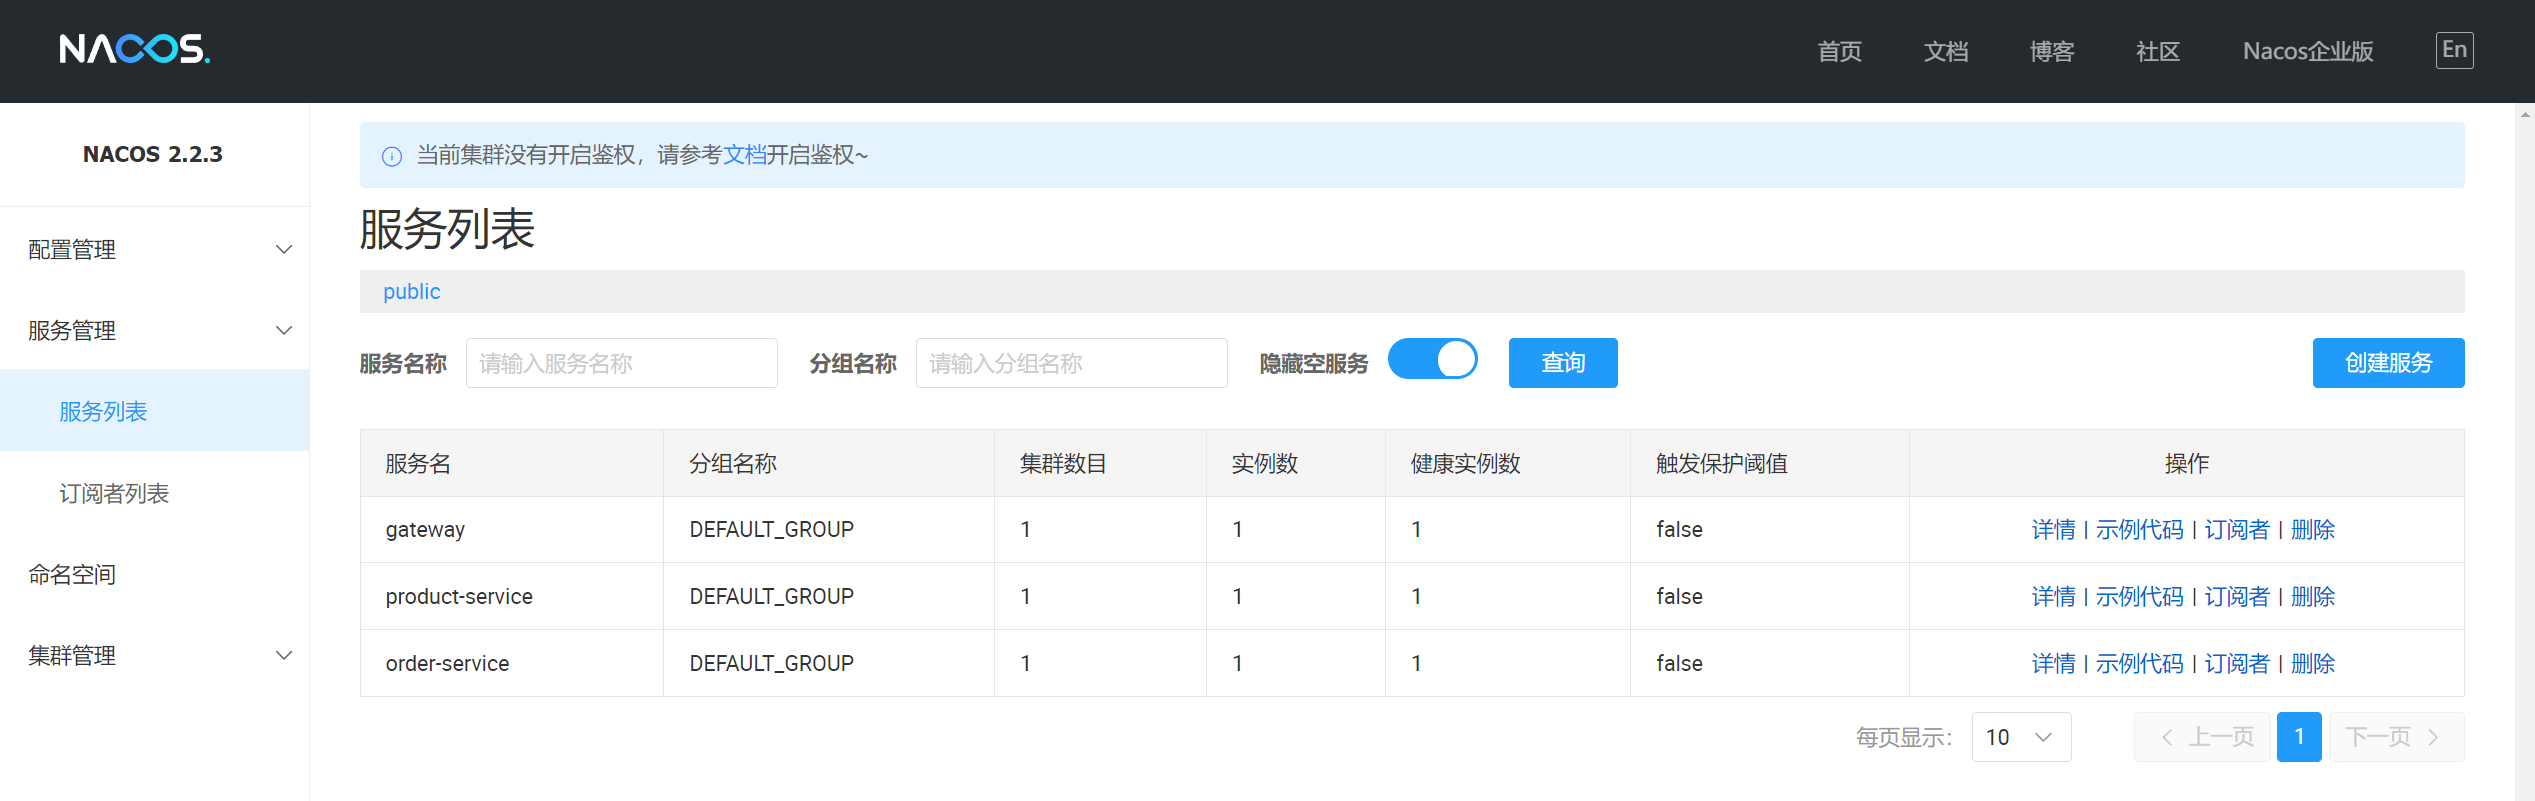 NACOS.
首页 文档 博客 社区 Nacos企业版 En
NACOS 2.2.3
配置管理
服务管理
服务列表
订阅者列表
命名空间
集群管理
当前集群没有开启鉴权，请参考文档开启鉴权~
服务列表
public
服务名称 请输入服务名称 分组名称 请输入分组名称 隐藏空服务 查询 创建服务
服务名 分组名称 集群数目 实例数 健康实例数 触发保护阈值 操作
gateway DEFAULT_GROUP 1 1 1 false 详情 | 示例代码 | 订阅者 | 删除
product-service DEFAULT_GROUP 1 1 1 false 详情 | 示例代码 | 订阅者 | 删除
order-service DEFAULT_GROUP 1 1 1 false 详情 | 示例代码 | 订阅者 | 删除
每页显示： 10 上一页 1 下一页